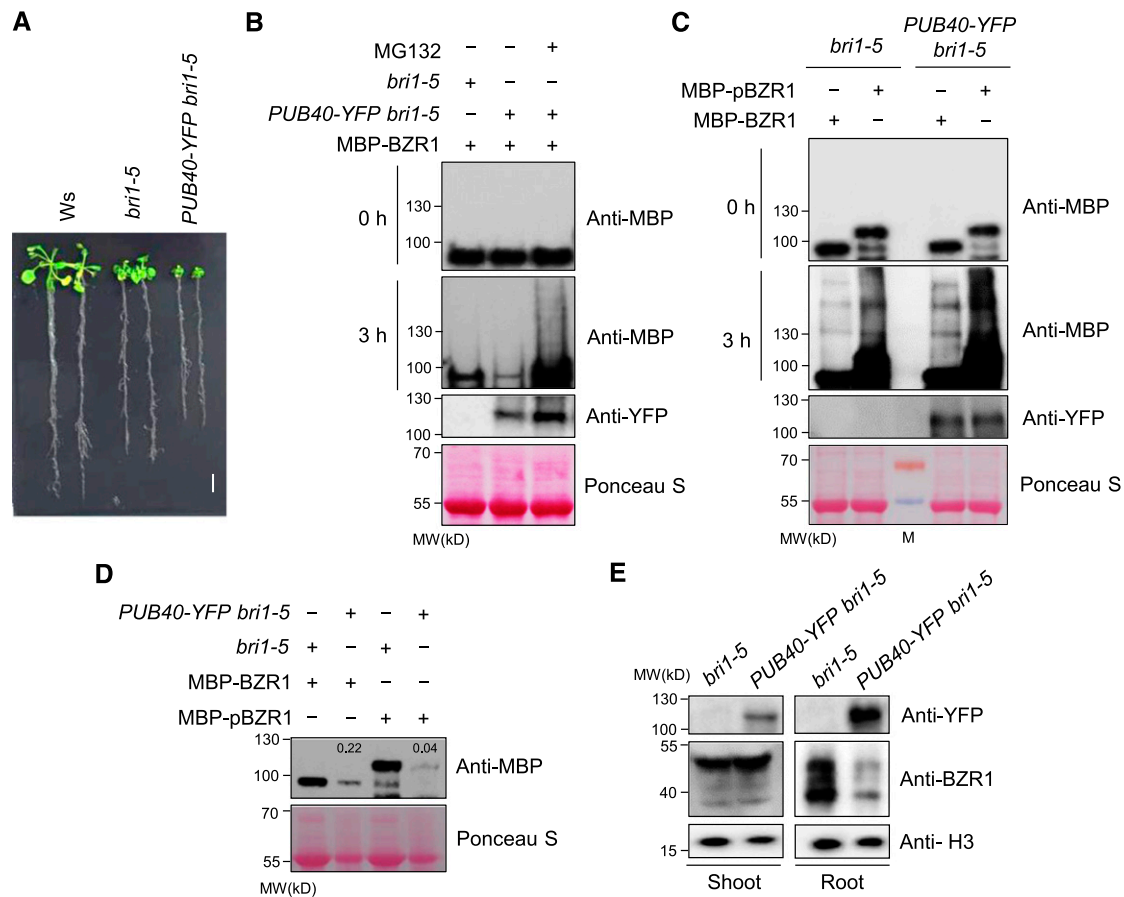 A
Ws
bri1-5
PUB40-YFP bri1-5
B
MG132 – – +
bri1-5 + – –
PUB40-YFP bri1-5 – + +
MBP-BZR1 + + +
0 h
130
100
Anti-MBP
3 h
130
100
Anti-MBP
130
100
Anti-YFP
70
55
Ponceau S
MW(kD)
C
bri1-5
PUB40-YFP
bri1-5
MBP-pBZR1 – + – +
MBP-BZR1 + – + –
0 h
130
100
Anti-MBP
3 h
130
100
Anti-MBP
130
100
Anti-YFP
70
55
Ponceau S
MW(kD) M
D
PUB40-YFP bri1-5 – + – +
bri1-5 + – + –
MBP-BZR1 + + – –
MBP-pBZR1 – – + +
130
100
0.22 0.04
Anti-MBP
70
55
Ponceau S
MW(kD)
E
bri1-5
PUB40-YFP bri1-5
bri1-5
PUB40-YFP bri1-5
MW(kD)
130
100
Anti-YFP
55
40
Anti-BZR1
15
Anti- H3
Shoot Root